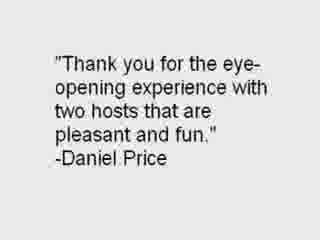 "Thank you for the eye-
opening experience with
two hosts that are
pleasant and fun."
-Daniel Price